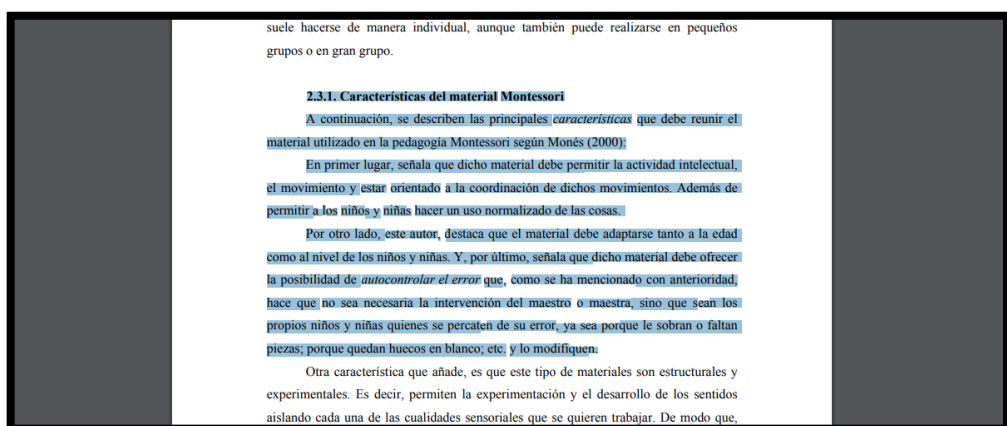 suele hacerse de manera individual, aunque también puede realizarse en pequeños
grupos o en gran grupo.
2.3.1. Características del material Montessori
A continuación, se describen las principales características que debe reunir el
material utilizado en la pedagogía Montessori según Monés (2000):
En primer lugar, señala que dicho material debe permitir la actividad intelectual,
el movimiento y estar orientado a la coordinación de dichos movimientos. Además de
permitir a los niños y niñas hacer un uso normalizado de las cosas.
Por otro lado, este autor, destaca que el material debe adaptarse tanto a la edad
como al nivel de los niños y niñas. Y, por último, señala que dicho material debe ofrecer
la posibilidad de autocontrolar el error que, como se ha mencionado con anterioridad,
hace que no sea necesaria la intervención del maestro o maestra, sino que sean los
propios niños y niñas quienes se percaten de su error, ya sea porque le sobran o faltan
piezas; porque quedan huecos en blanco; etc. y lo modifiquen.
Otra característica que añade, es que este tipo de materiales son estructurales y
experimentales. Es decir, permiten la experimentación y el desarrollo de los sentidos
aislando cada una de las cualidades sensoriales que se quieren trabajar. De modo que,